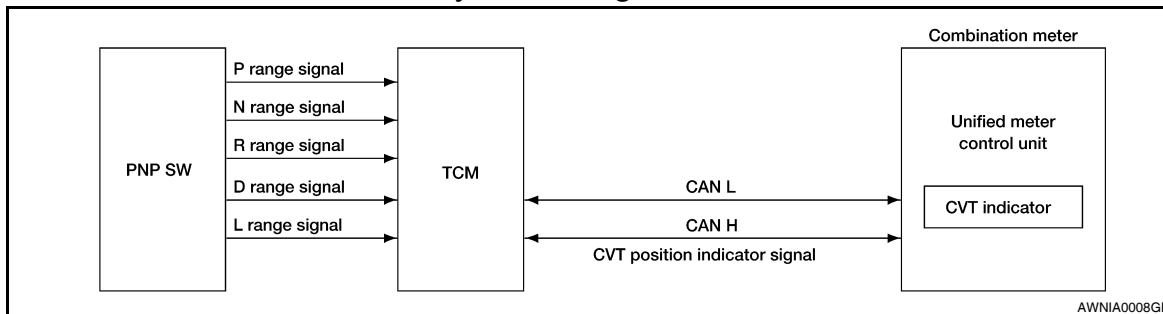 Combination meter
PNP SW
P range signal
N range signal
R range signal
D range signal
L range signal
TCM
CAN L
CAN H
CVT position indicator signal
Unified meter
control unit
CVT indicator